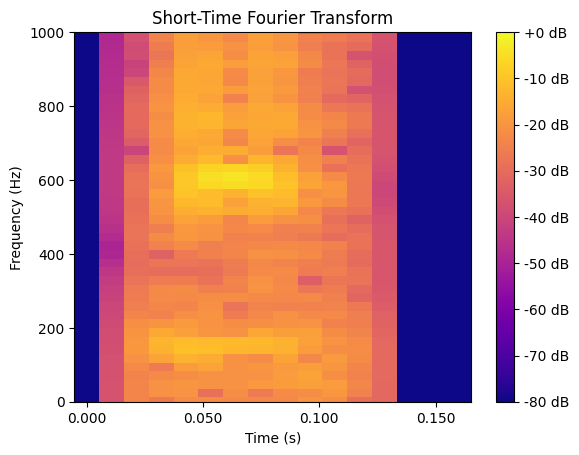 Short-Time Fourier Transform
1000
800
600
400
200
0
Frequency (Hz)
0.000
0.050
0.100
0.150
Time (s)
+0 dB
-10 dB
-20 dB
-30 dB
-40 dB
-50 dB
-60 dB
-70 dB
-80 dB